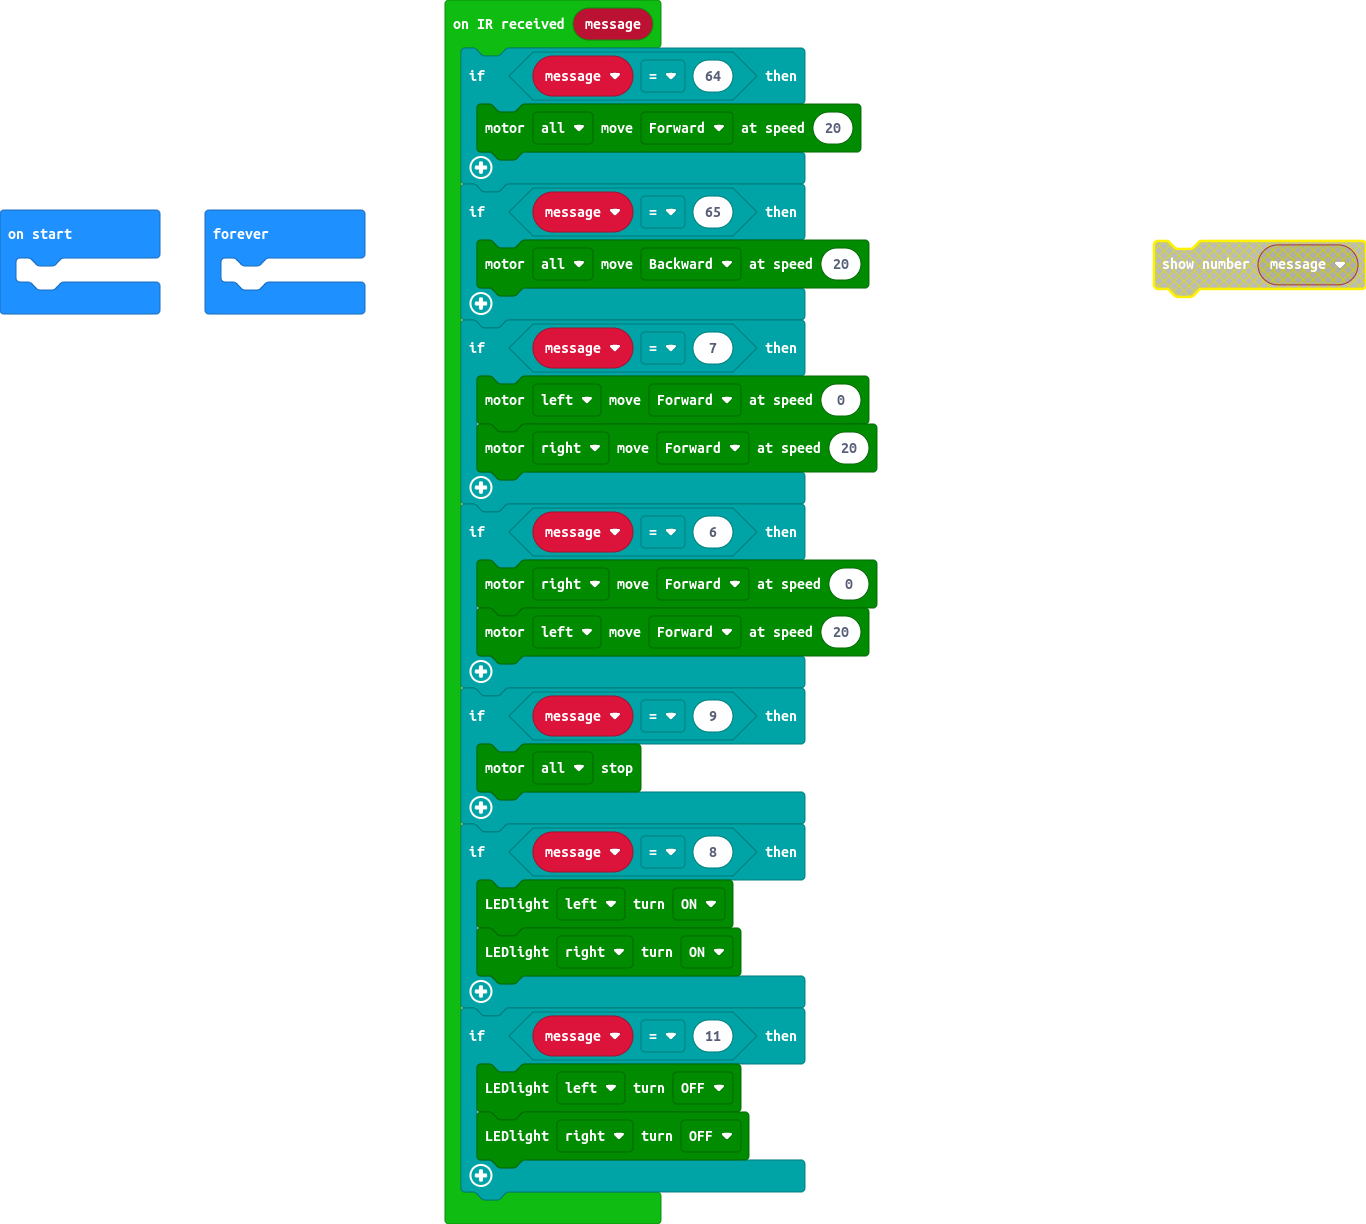 on start
forever
on IR received message
if message = 64 then
motor all move Forward at speed 20
if message = 65 then
motor all move Backward at speed 20
if message = 7 then
motor left move Forward at speed 0
motor right move Forward at speed 20
if message = 6 then
motor right move Forward at speed 0
motor left move Forward at speed 20
if message = 9 then
motor all stop
if message = 8 then
LEDlight left turn ON
LEDlight right turn ON
if message = 11 then
LEDlight left turn OFF
LEDlight right turn OFF
show number message